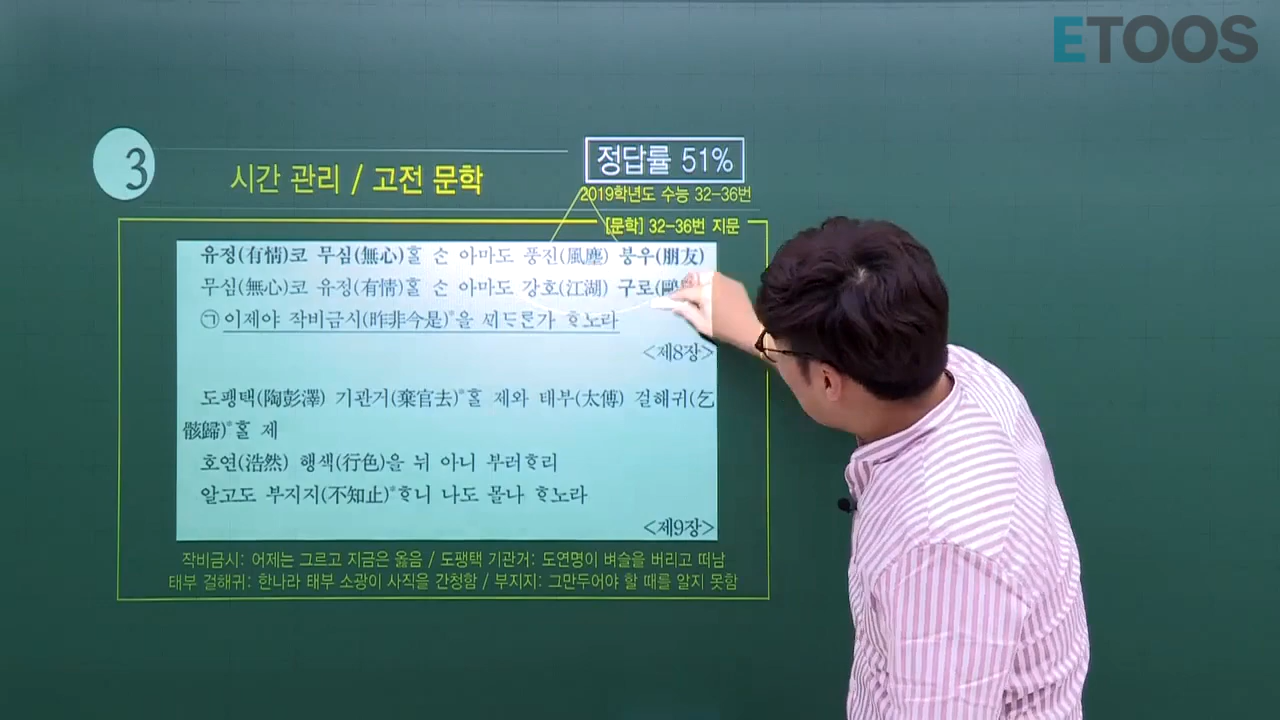 ETOOS
3
시간 관리 / 고전 문학
정답률 51%
2019학년도 수능 32-36번
[문학] 32-36번 지문
유정(有情)코 무심(無心)ᄒᆞᆯ 손 아마도 풍진(風塵) 붕우(朋友)
무심(無心)코 유정(有情)ᄒᆞᆯ 손 아마도 강호(江湖) 구로(鷗
㉠ 이제야 작비금시(昨非今是)*을 ᄭᆡᄃᆞ론가 ᄒᆞ노라
<제8장>
도팽택(陶彭澤) 기관거(棄官去)*ᄒᆞᆯ 제와 태부(太傅) 걸해귀(乞
骸歸)*ᄒᆞᆯ 제
호연(浩然) 행색(行色)을 뉘 아니 부러ᄒᆞ리
알고도 부지지(不知止)*ᄒᆞ니 나도 몰나 ᄒᆞ노라
<제9장>
작비금시: 어제는 그르고 지금은 옳음 / 도팽택 기관거: 도연명이 벼슬을 버리고 떠남
태부 걸해귀: 한나라 태부 소광이 사직을 간청함 / 부지지: 그만두어야 할 때를 알지 못함